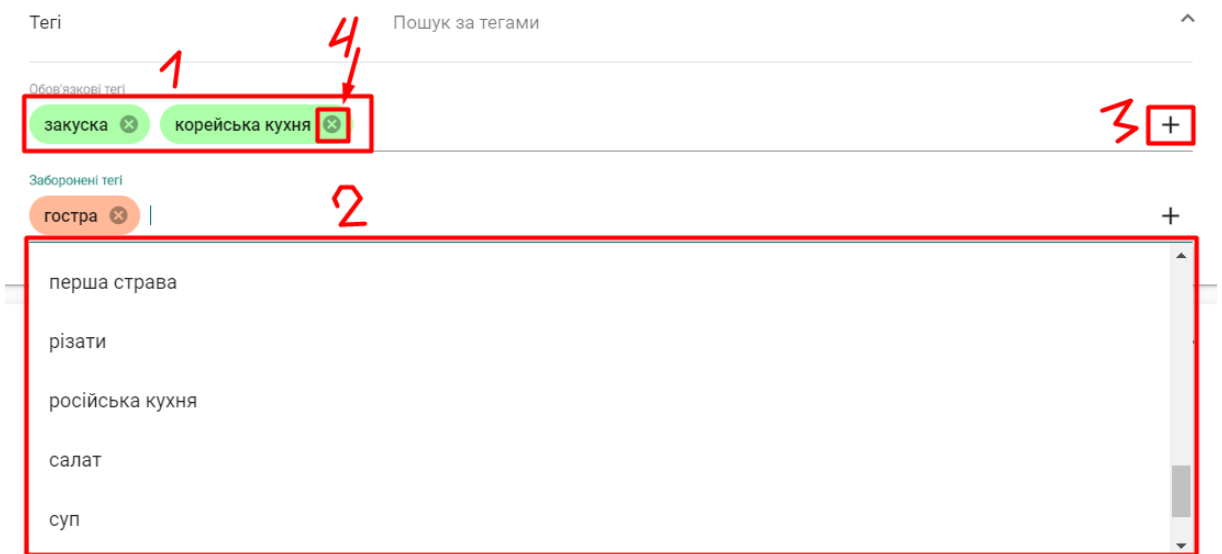 Тегі Пошук за тегами
4
1
Обов'язкові тегі
закуска корейська кухня
3 +
Заборонені тегі
гостра 2 +
перша страва
різати
російська кухня
салат
суп